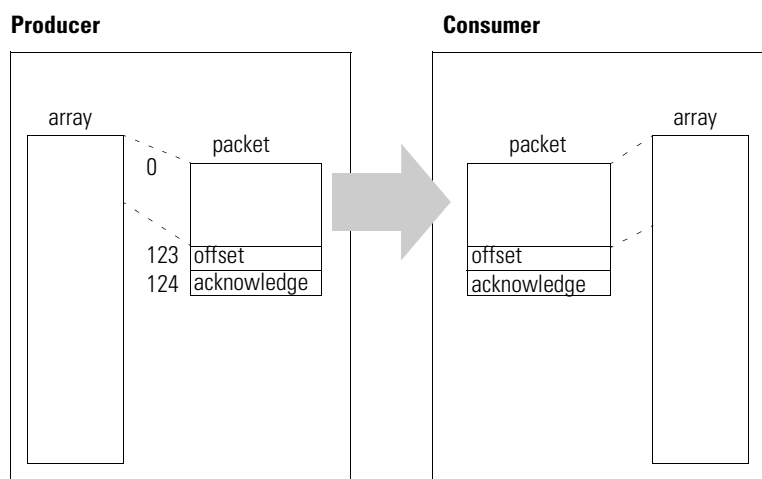 Producer
Consumer
array
packet
0
123 offset
124 acknowledge
packet
array
offset
acknowledge